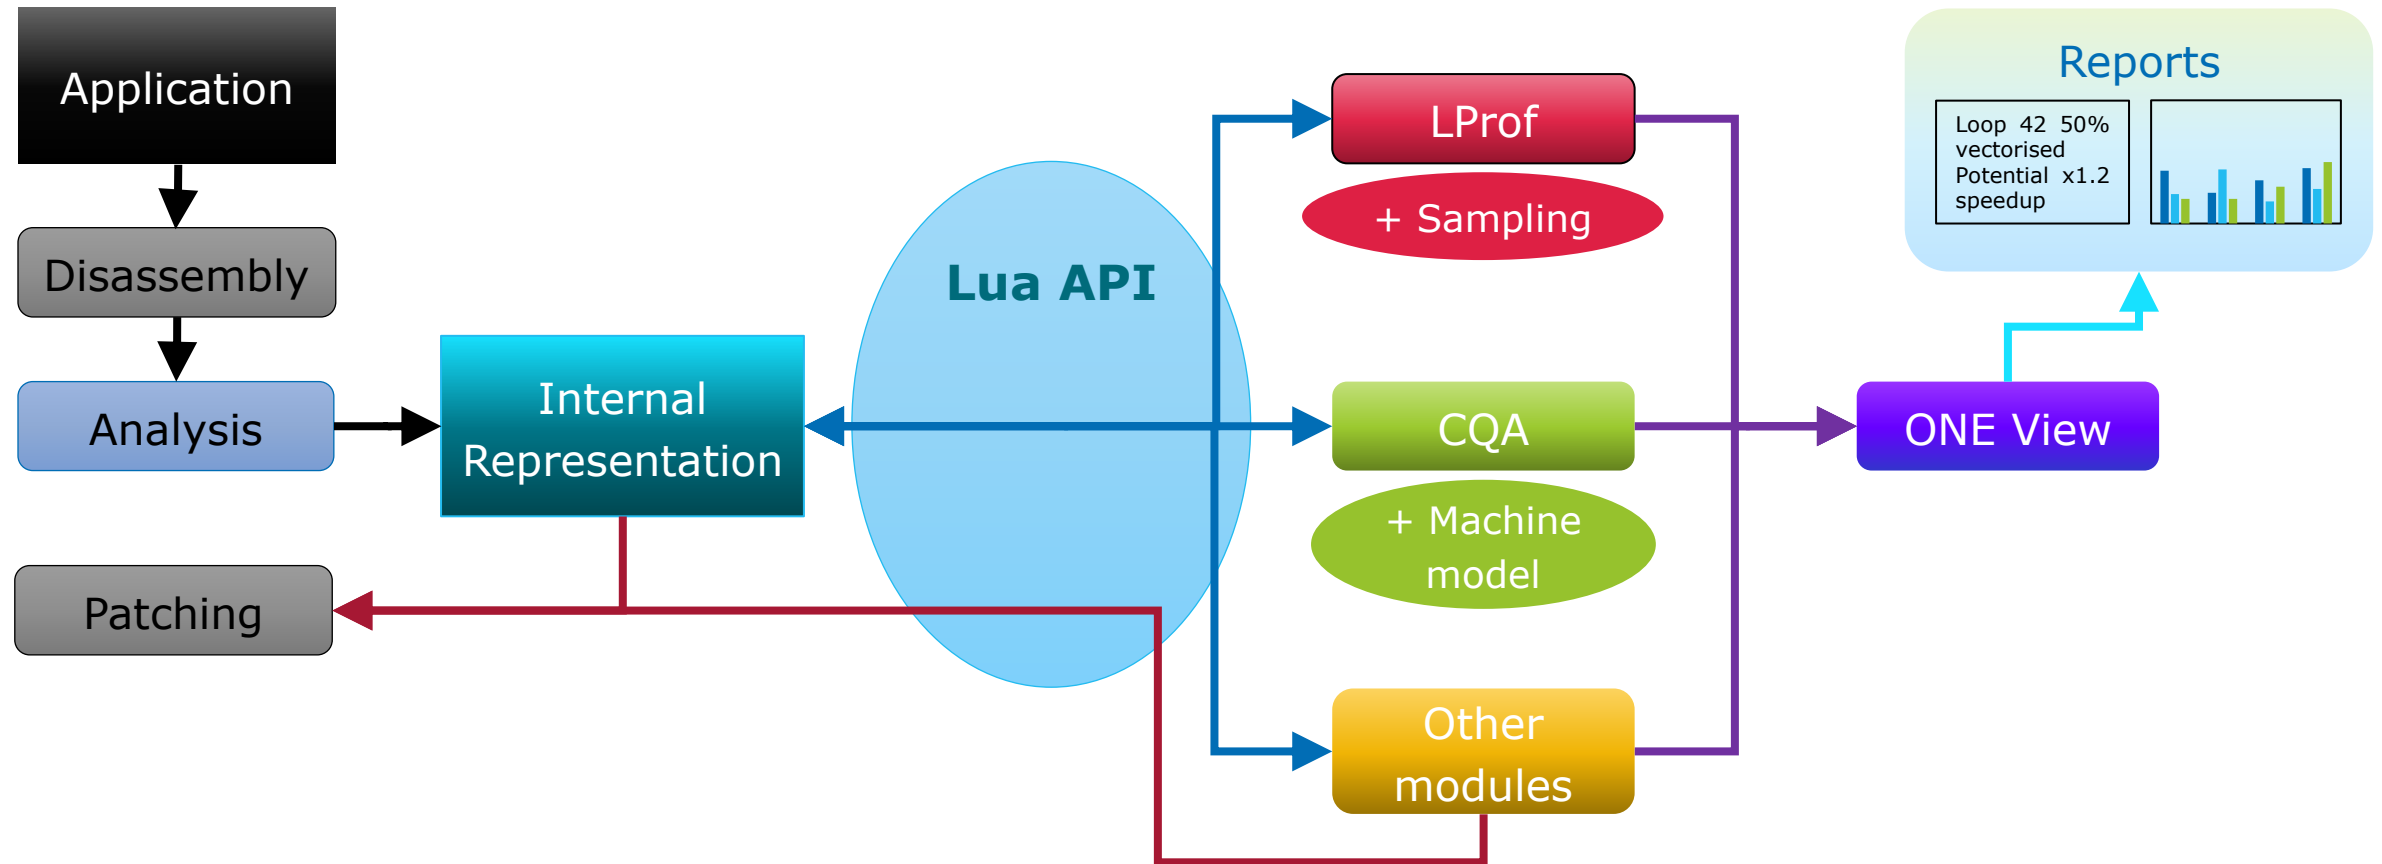 Application
Disassembly
Analysis
Patching
Internal
Representation
Lua API
LProf
+ Sampling
CQA
+ Machine
model
Other
modules
ONE View
Reports
Loop 42 50%
vectorised
Potential x1.2
speedup